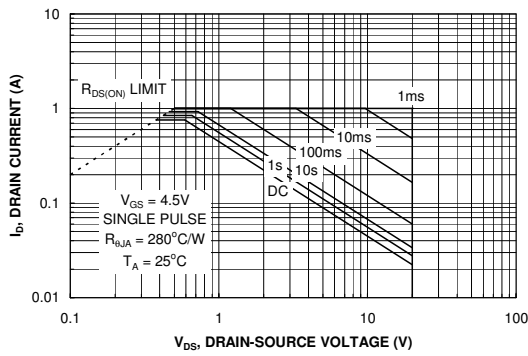 10
1
0.1
0.01
I_D, DRAIN CURRENT (A)
R_DS(ON) LIMIT
1ms
10ms
100ms
1s
10s
DC
V_GS = 4.5V
SINGLE PULSE
R_θJA = 280°C/W
T_A = 25°C
0.1
1
10
100
V_DS, DRAIN-SOURCE VOLTAGE (V)